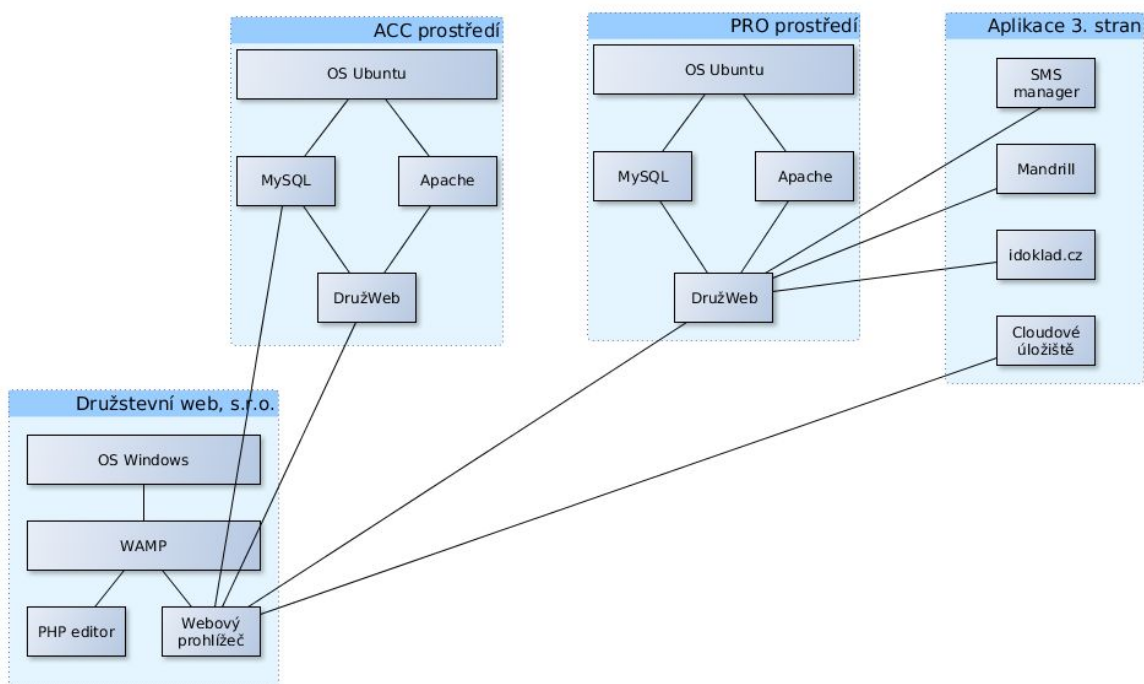 ACC prostředí
OS Ubuntu
MySQL
Apache
DružWeb
PRO prostředí
OS Ubuntu
MySQL
Apache
DružWeb
Aplikace 3. stran
SMS
manager
Mandrill
idoklad.cz
Cloudové
úložiště
Družstevní web, s.r.o.
OS Windows
WAMP
PHP editor
Webový
prohlížeč